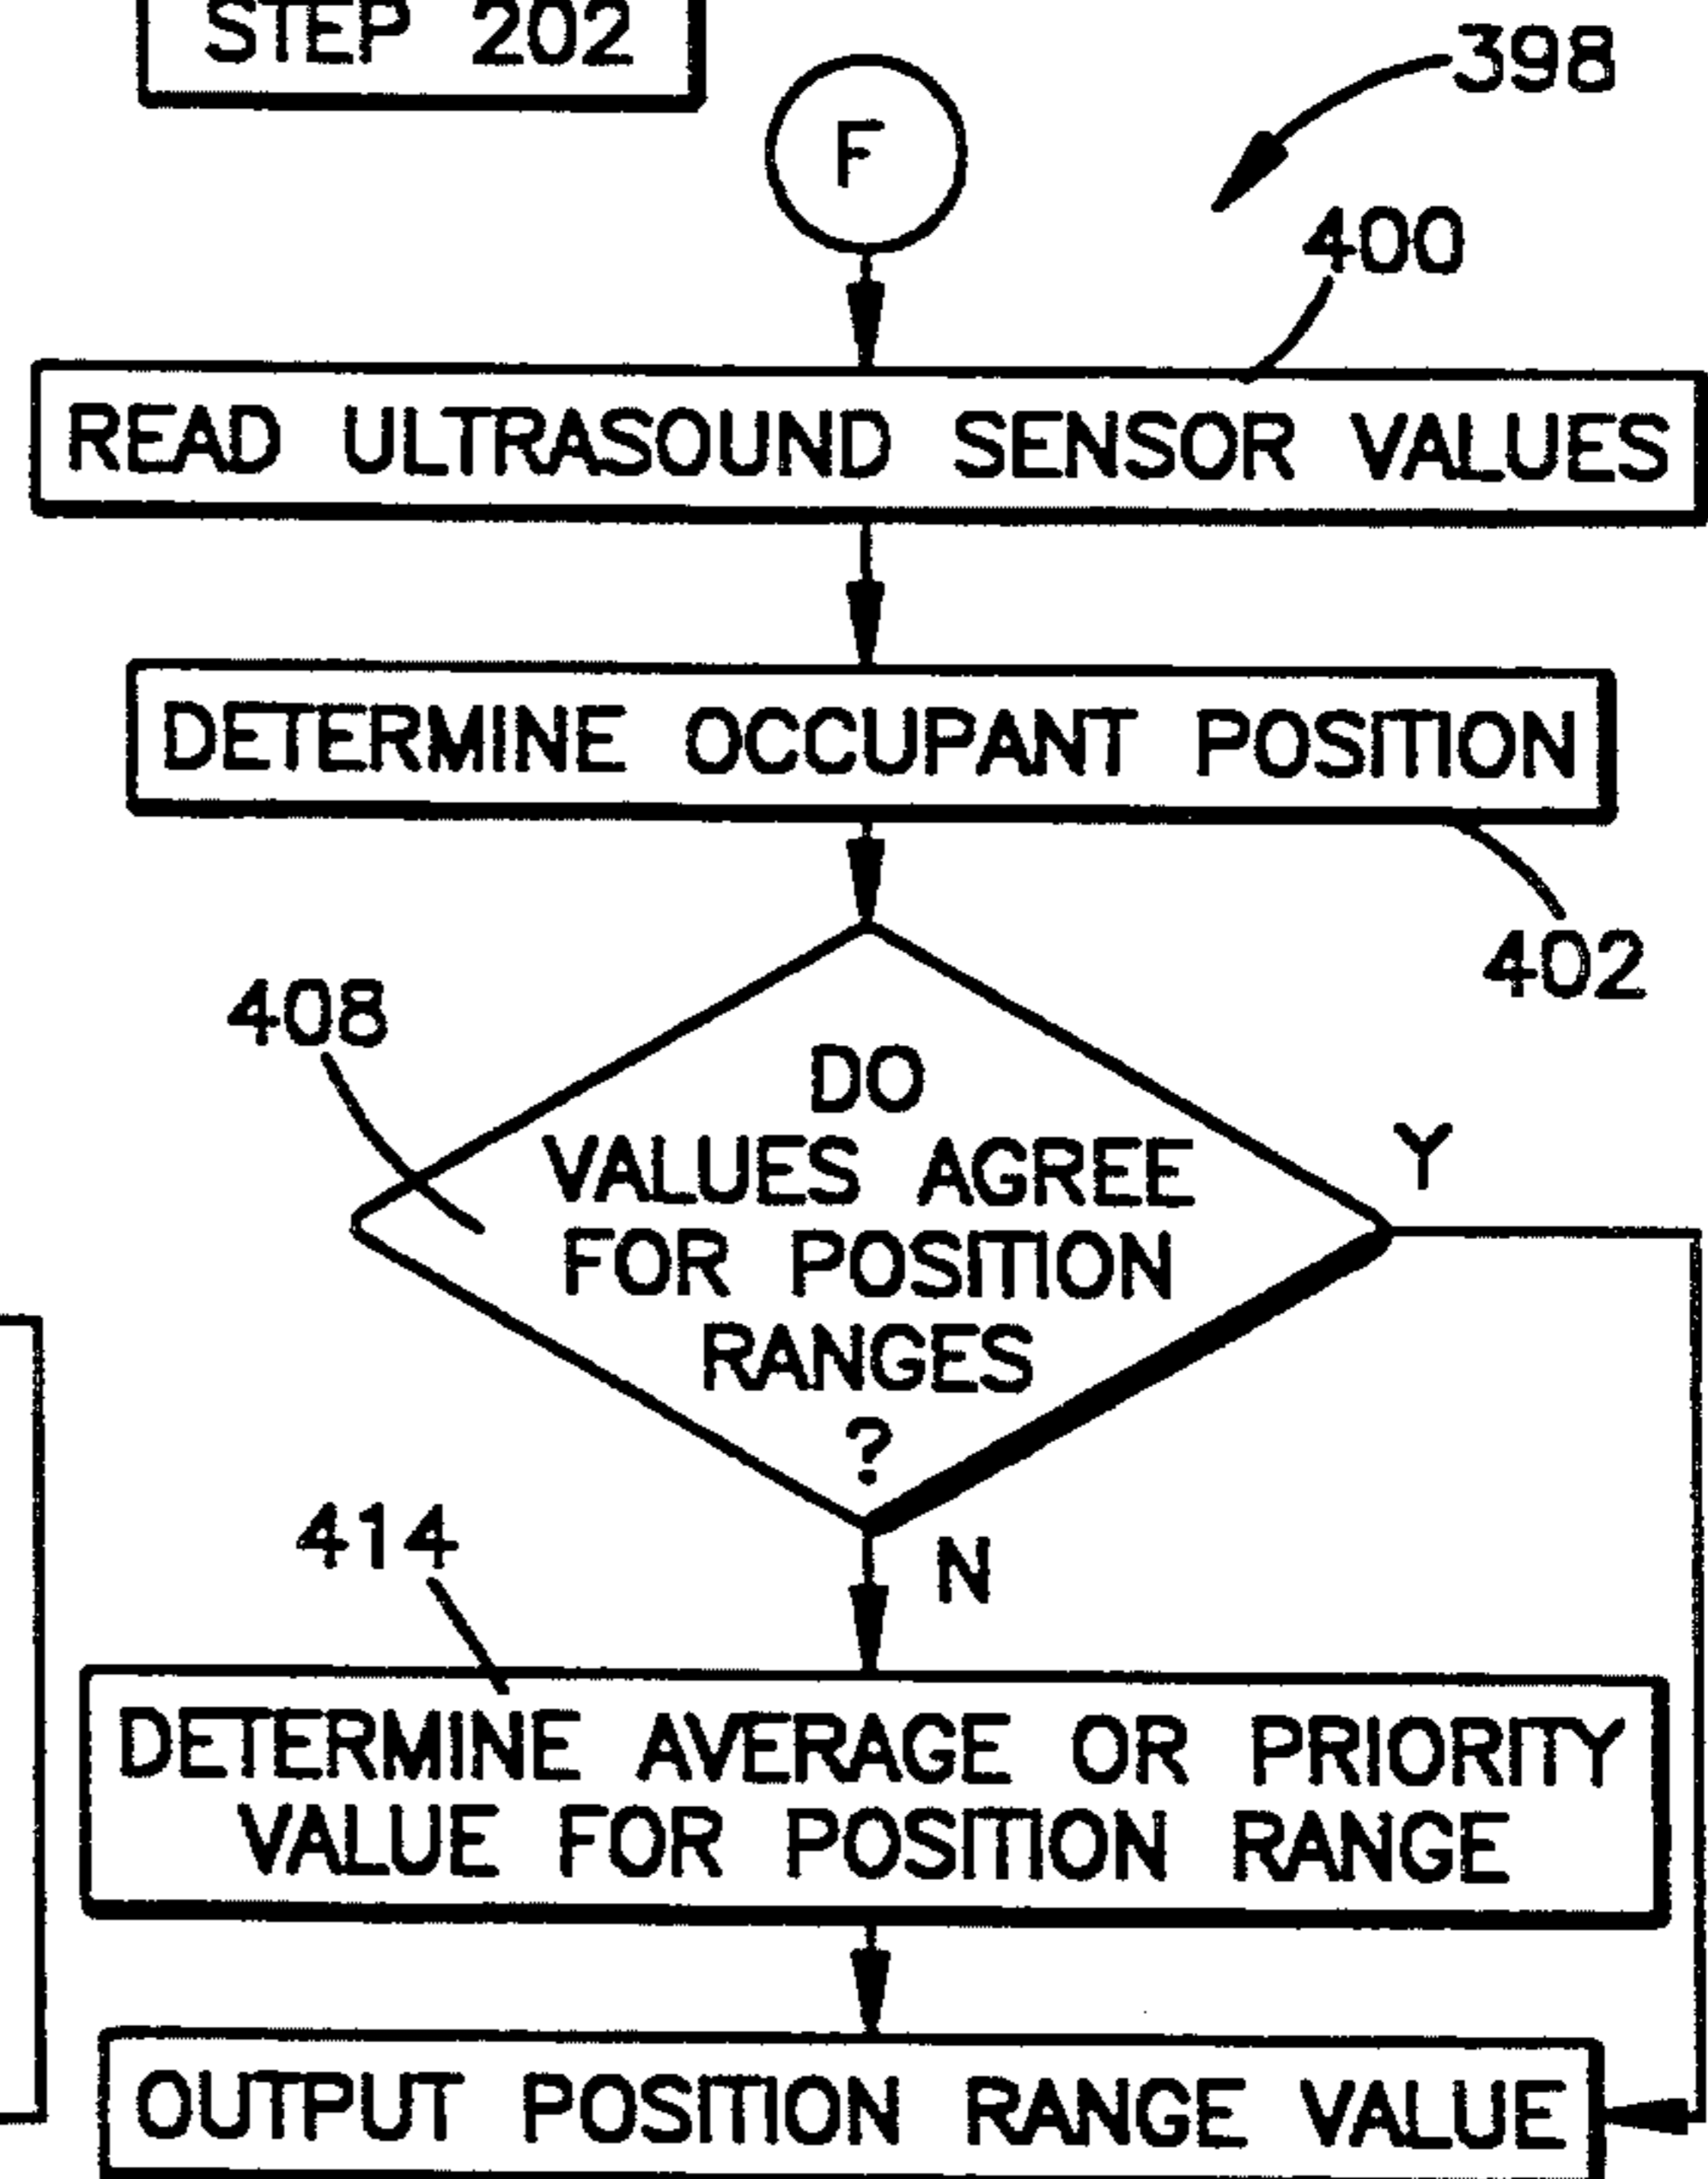 STEP 202
F
398
400
READ ULTRASOUND SENSOR VALUES
DETERMINE OCCUPANT POSITION
402
408
DO
VALUES AGREE
FOR POSITION
RANGES
?
Y
N
414
DETERMINE AVERAGE OR PRIORITY
VALUE FOR POSITION RANGE
OUTPUT POSITION RANGE VALUE